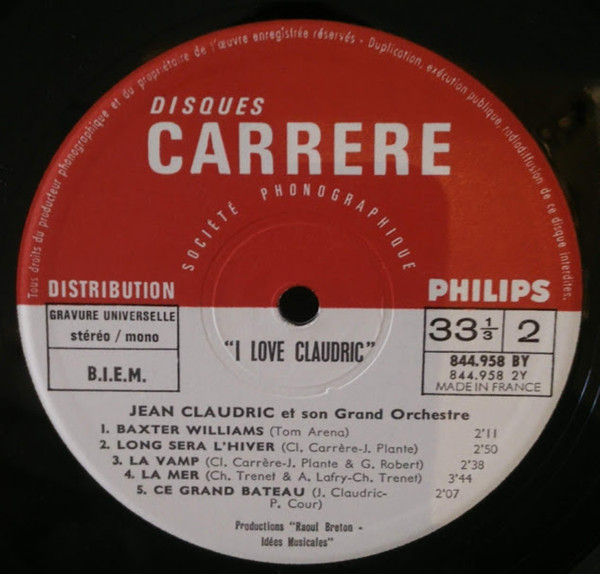 Tous droits du producteur phonographique et du propriétaire de l'œuvre enregistrée réservés - Duplication, exécution publique, radiodiffusion, de ce disque interdites.
DISQUES
CARRERE
SOCIÉTÉ PHONOGRAPHIQUE
DISTRIBUTION
PHILIPS
GRAVURE UNIVERSELLE
stéréo / mono
B.I.E.M.
"I LOVE CLAUDRIC"
33 1/3 2
844.958 BY
844.958 2Y
MADE IN FRANCE
JEAN CLAUDRIC et son Grand Orchestre
1. BAXTER WILLIAMS (Tom Arena) 2'11
2. LONG SERA L'HIVER (Cl. Carrère-J. Plante) 2'50
3. LA VAMP (Cl. Carrère-J. Plante & G. Robert) 2'38
4. LA MER (Ch. Trenet & A. Lafry-Ch. Trenet) 3'44
5. CE GRAND BATEAU (J. Claudric- 2'07
P. Cour)
Productions "Raoul Breton -
Idées Musicales"